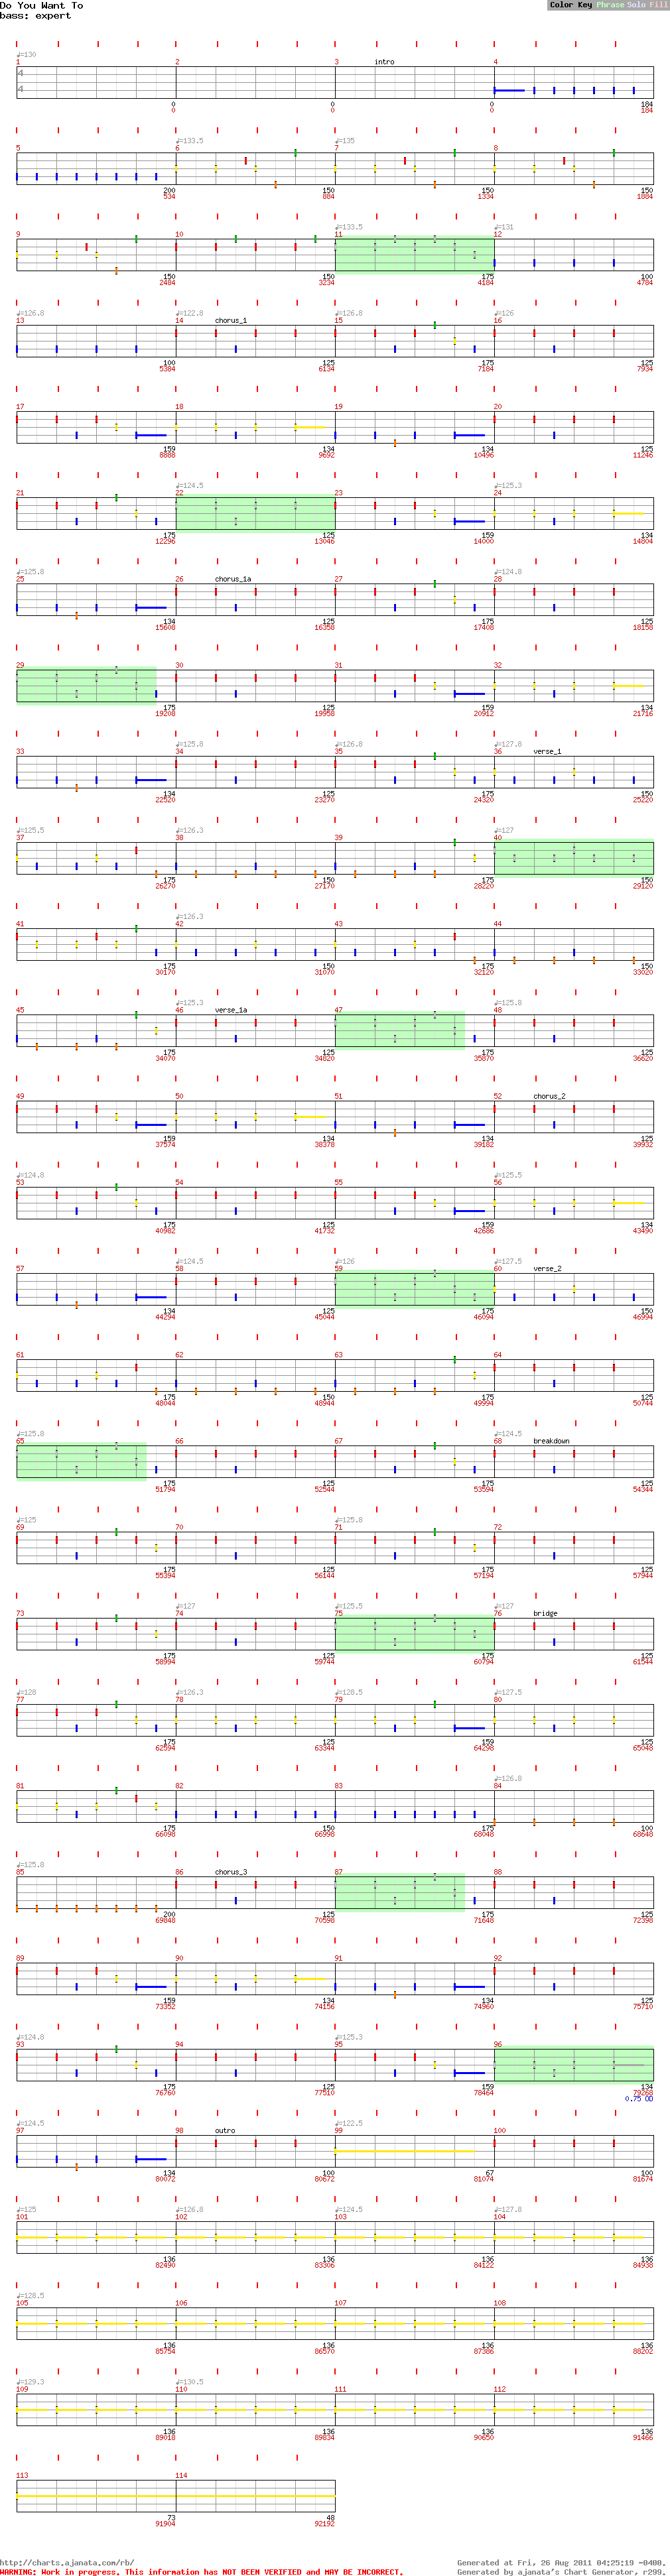 Do You Want To Color Key Phrase Solo Fill
bass: expert
♩=130
1 2 3 intro 4
4
4
0 0 0 184
0 0 0 184
♩=133.5 ♩=135
5 6 7 8
200 150 150 150
534 884 1334 1884
♩=133.5 ♩=131
9 10 11 12
150 150 175 100
2484 3234 4184 4784
♩=126.8 ♩=122.8 ♩=126.8 ♩=126
13 14 chorus_1 15 16
100 125 175 125
5384 6134 7184 7934
17 18 19 20
159 134 134 125
8888 9692 10496 11246
♩=124.5 ♩=125.3
21 22 23 24
175 125 159 134
12296 13046 14000 14804
♩=125.8 ♩=124.8
25 26 chorus_1a 27 28
134 125 175 125
15608 16358 17408 18158
29 30 31 32
175 125 159 134
19208 19958 20912 21716
♩=125.8 ♩=126.8 ♩=127.8
33 34 35 36 verse_1
134 125 175 150
22520 23270 24320 25220
♩=125.5 ♩=126.3 ♩=127
37 38 39 40
175 150 175 150
26270 27170 28220 29120
♩=126.3
41 42 43 44
175 150 175 150
30170 31070 32120 33020
♩=125.3 ♩=125.8
45 46 verse_1a 47 48
175 125 175 125
34070 34820 35870 36620
49 50 51 52 chorus_2
159 134 134 125
37574 38378 39182 39932
♩=124.8 ♩=125.5
53 54 55 56
175 125 159 134
40982 41732 42686 43490
♩=124.5 ♩=126 ♩=127.5
57 58 59 60 verse_2
134 125 175 150
44294 45044 46094 46994
61 62 63 64
175 150 175 125
48044 48944 49994 50744
♩=125.8 ♩=124.5
65 66 67 68 breakdown
175 125 175 125
51794 52544 53594 54344
♩=125 ♩=125.8
69 70 71 72
175 125 175 125
55394 56144 57194 57944
♩=127 ♩=125.5 ♩=127
73 74 75 76 bridge
175 125 175 125
58994 59744 60794 61544
♩=128 ♩=126.3 ♩=128.5 ♩=127.5
77 78 79 80
175 125 159 125
62594 63344 64298 65048
♩=126.8
81 82 83 84
175 150 175 100
66098 66998 68048 68648
♩=125.8
85 86 chorus_3 87 88
200 125 175 125
69848 70598 71648 72398
89 90 91 92
159 134 134 125
73352 74156 74960 75710
♩=124.8 ♩=125.3
93 94 95 96
175 125 159 134
76760 77510 78464 79268
0.75 OD
♩=124.5 ♩=122.5
97 98 outro 99 100
134 100 67 100
80072 80672 81074 81674
♩=125 ♩=126.8 ♩=124.5 ♩=127.8
101 102 103 104
136 136 136 136
82490 83306 84122 84938
♩=128.5
105 106 107 108
136 136 136 136
85754 86570 87386 88202
♩=129.3 ♩=130.5
109 110 111 112
136 136 136 136
89018 89834 90650 91466
113 114
73 48
91904 92192
http://charts.ajanata.com/rb/ Generated at Fri, 26 Aug 2011 04:25:19 -0400.
WARNING: Work in progress. This information has NOT BEEN VERIFIED and MAY BE INCORRECT. Generated by ajanata's Chart Generator, r299.